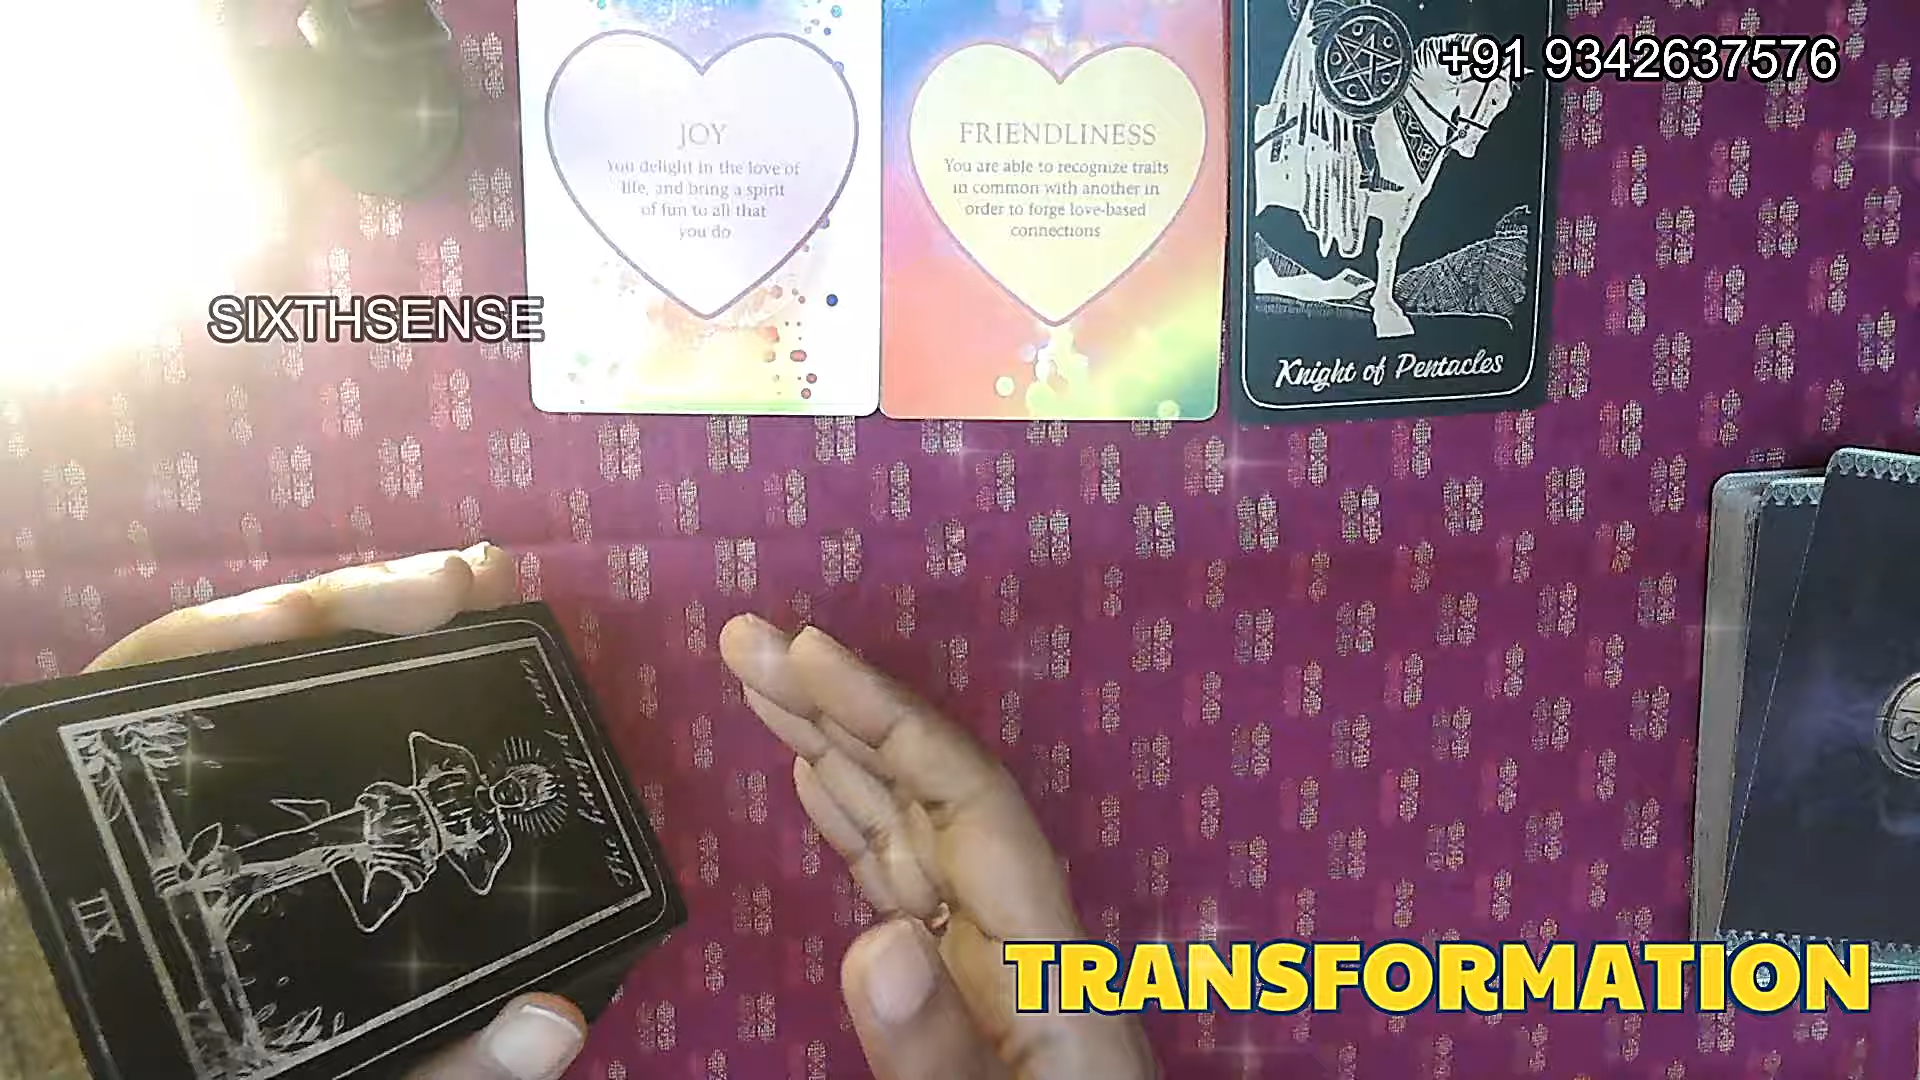 +91 9342637576
JOY
You delight in the love of
life, and bring a spirit
of fun to all that
you do
FRIENDLINESS
You are able to recognize traits
in common with another in
order to forge love-based
connections
Knight of Pentacles
SIXTHSENSE
The hanged man
XII
TRANSFORMATION